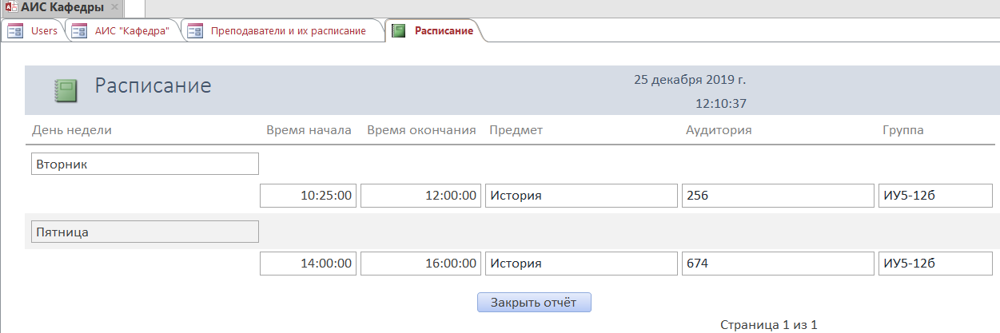 АИС Кафедры
Users АИС "Кафедра" Преподаватели и их расписание Расписание
Расписание 25 декабря 2019 г.
12:10:37
День недели Время начала Время окончания Предмет Аудитория Группа
Вторник
10:25:00 12:00:00 История 256 ИУ5-12б
Пятница
14:00:00 16:00:00 История 674 ИУ5-12б
Закрыть отчёт
Страница 1 из 1